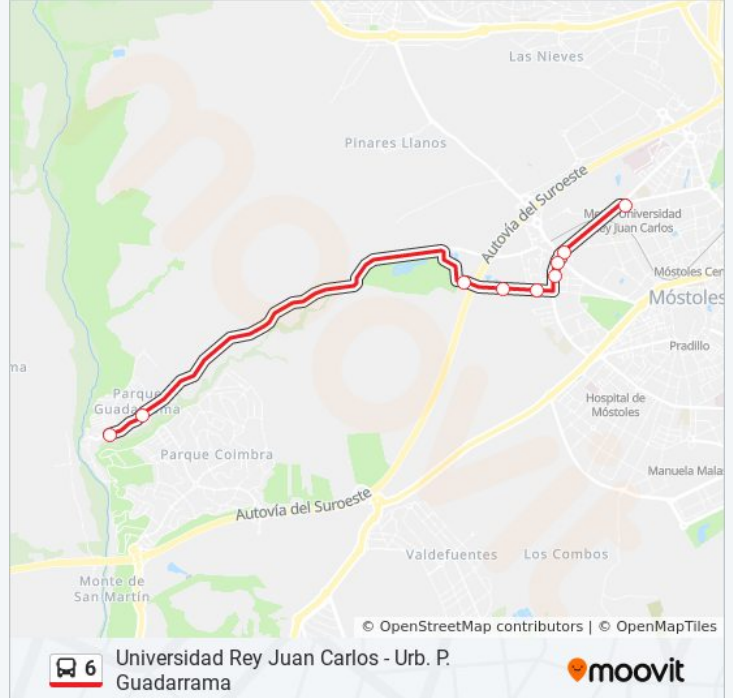 Las Nieves
Pinares Llanos
Autovía del Suroeste
Universidad
Rey Juan Carlos
Móstoles Cen
Móstoles
Pradillo
Parque
Guadarrama
ma
Hospital de
Móstoles
Parque Coimbra
Manuela Mala
Autovía del Suroeste
Valdefuentes
Los Combos
Monte de
San Martín
© OpenStreetMap contributors | © OpenMapTiles
6
Universidad Rey Juan Carlos - Urb. P.
Guadarrama
moovit
moovit